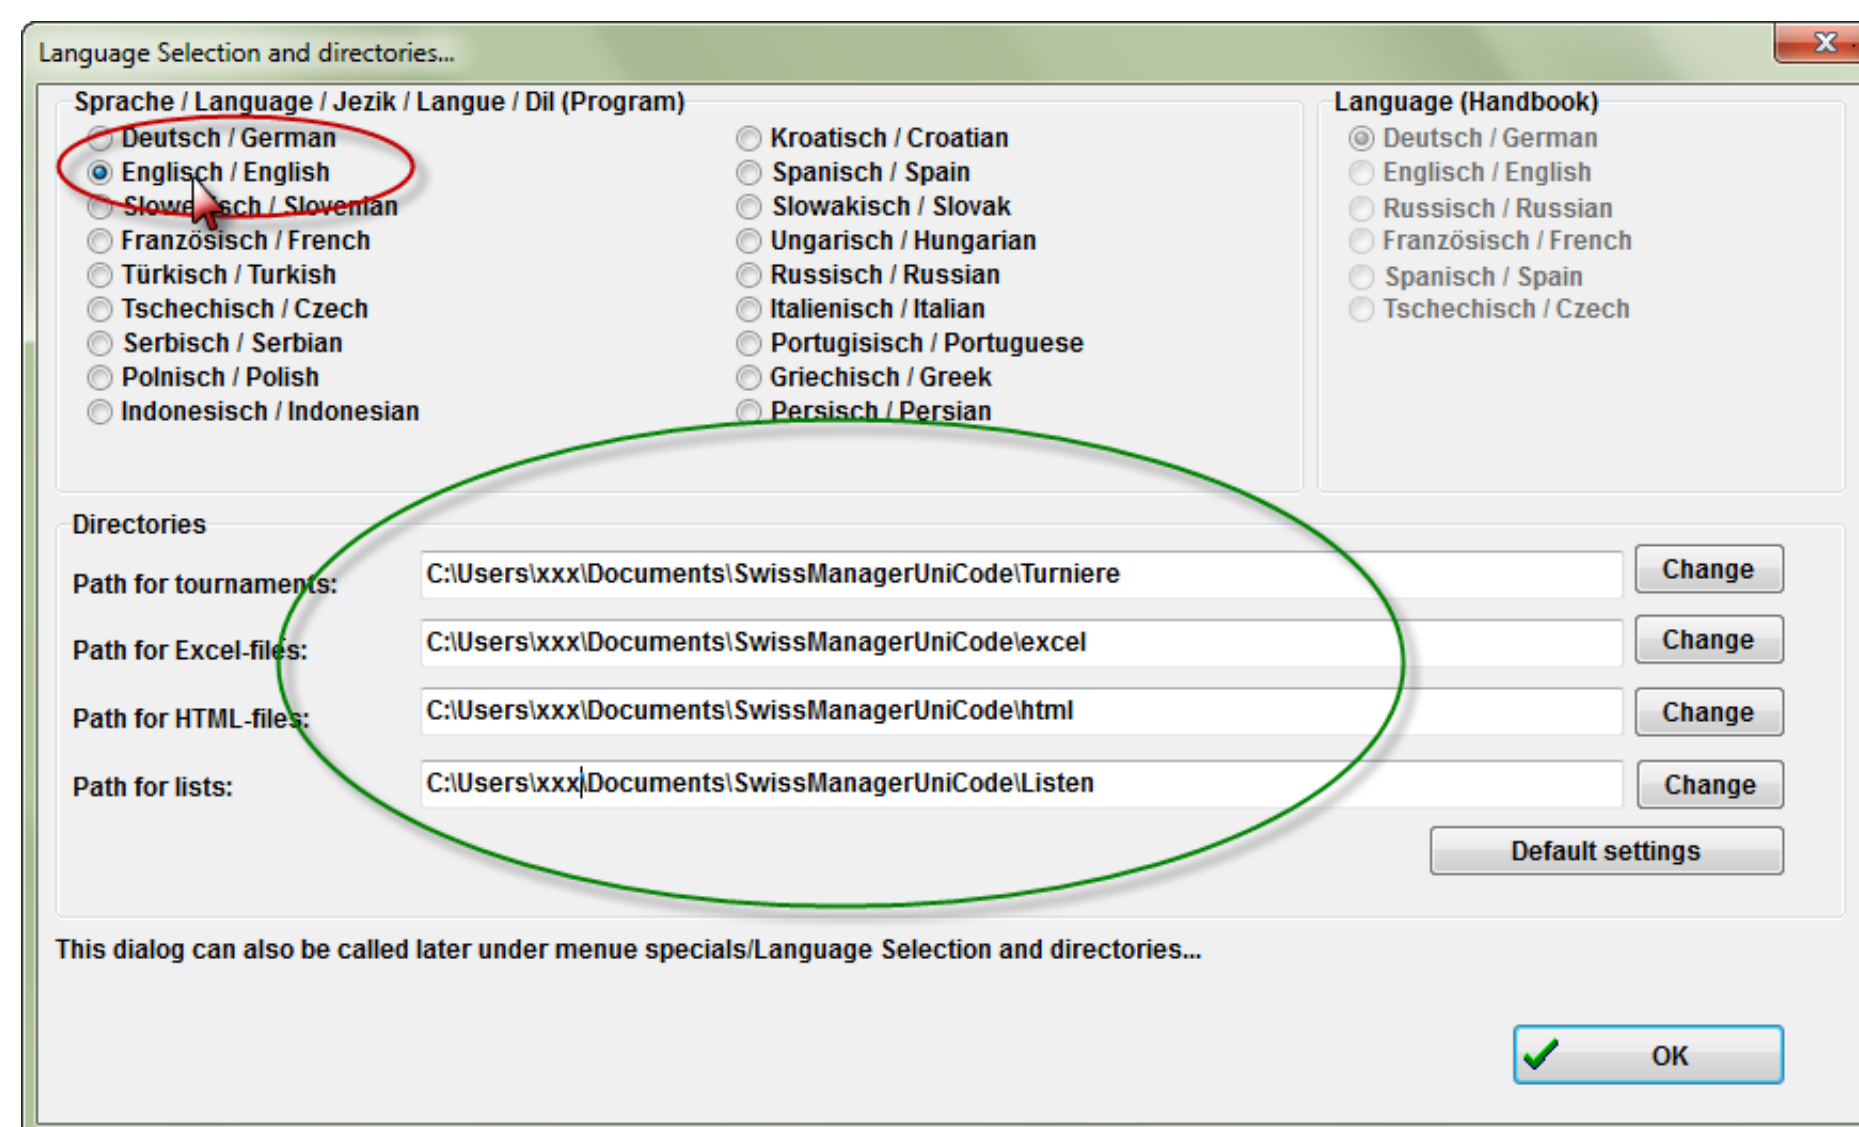 Language Selection and directories...
Sprache / Language / Jezik / Langue / Dil (Program)
Deutsch / German
Englisch / English
Slowenisch / Slovenian
Französisch / French
Türkisch / Turkish
Tschechisch / Czech
Serbisch / Serbian
Polnisch / Polish
Indonesisch / Indonesian
Kroatisch / Croatian
Spanisch / Spain
Slowakisch / Slovak
Ungarisch / Hungarian
Russisch / Russian
Italienisch / Italian
Portugisisch / Portuguese
Griechisch / Greek
Persisch / Persian
Language (Handbook)
Deutsch / German
Englisch / English
Russisch / Russian
Französisch / French
Spanisch / Spain
Tschechisch / Czech
Directories
Path for tournaments: C:\Users\xxx\Documents\SwissManagerUniCode\Turniere Change
Path for Excel-files: C:\Users\xxx\Documents\SwissManagerUniCode\excel Change
Path for HTML-files: C:\Users\xxx\Documents\SwissManagerUniCode\html Change
Path for lists: C:\Users\xxx\Documents\SwissManagerUniCode\Listen Change
Default settings
This dialog can also be called later under menue specials/Language Selection and directories...
OK